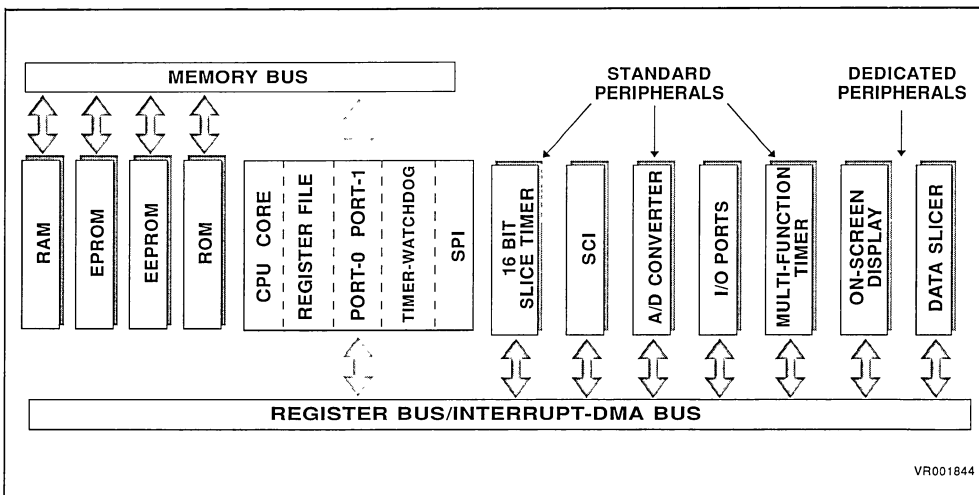 MEMORY BUS
STANDARD
PERIPHERALS
DEDICATED
PERIPHERALS
RAM
EPROM
EEPROM
ROM
CPU CORE
REGISTER FILE
PORT-0 PORT-1
TIMER-WATCHDOG
SPI
16 BIT
SLICE TIMER
SCI
A/D CONVERTER
I/O PORTS
MULTI-FUNCTION
TIMER
ON-SCREEN
DISPLAY
DATA SLICER
REGISTER BUS/INTERRUPT-DMA BUS
VR001844